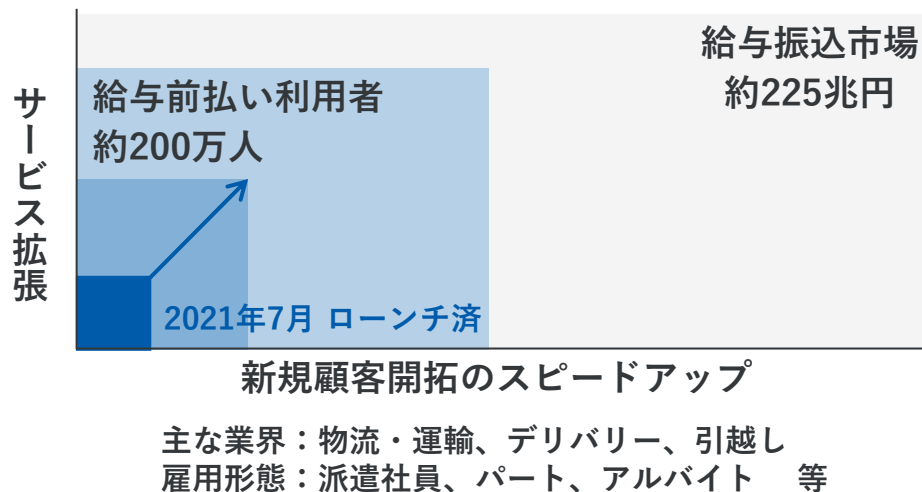 給与振込市場
約225兆円
サービス拡張
給与前払い利用者
約200万人
2021年7月 ローンチ済
新規顧客開拓のスピードアップ
主な業界：物流・運輸、デリバリー、引越し
雇用形態：派遣社員、パート、アルバイト　等